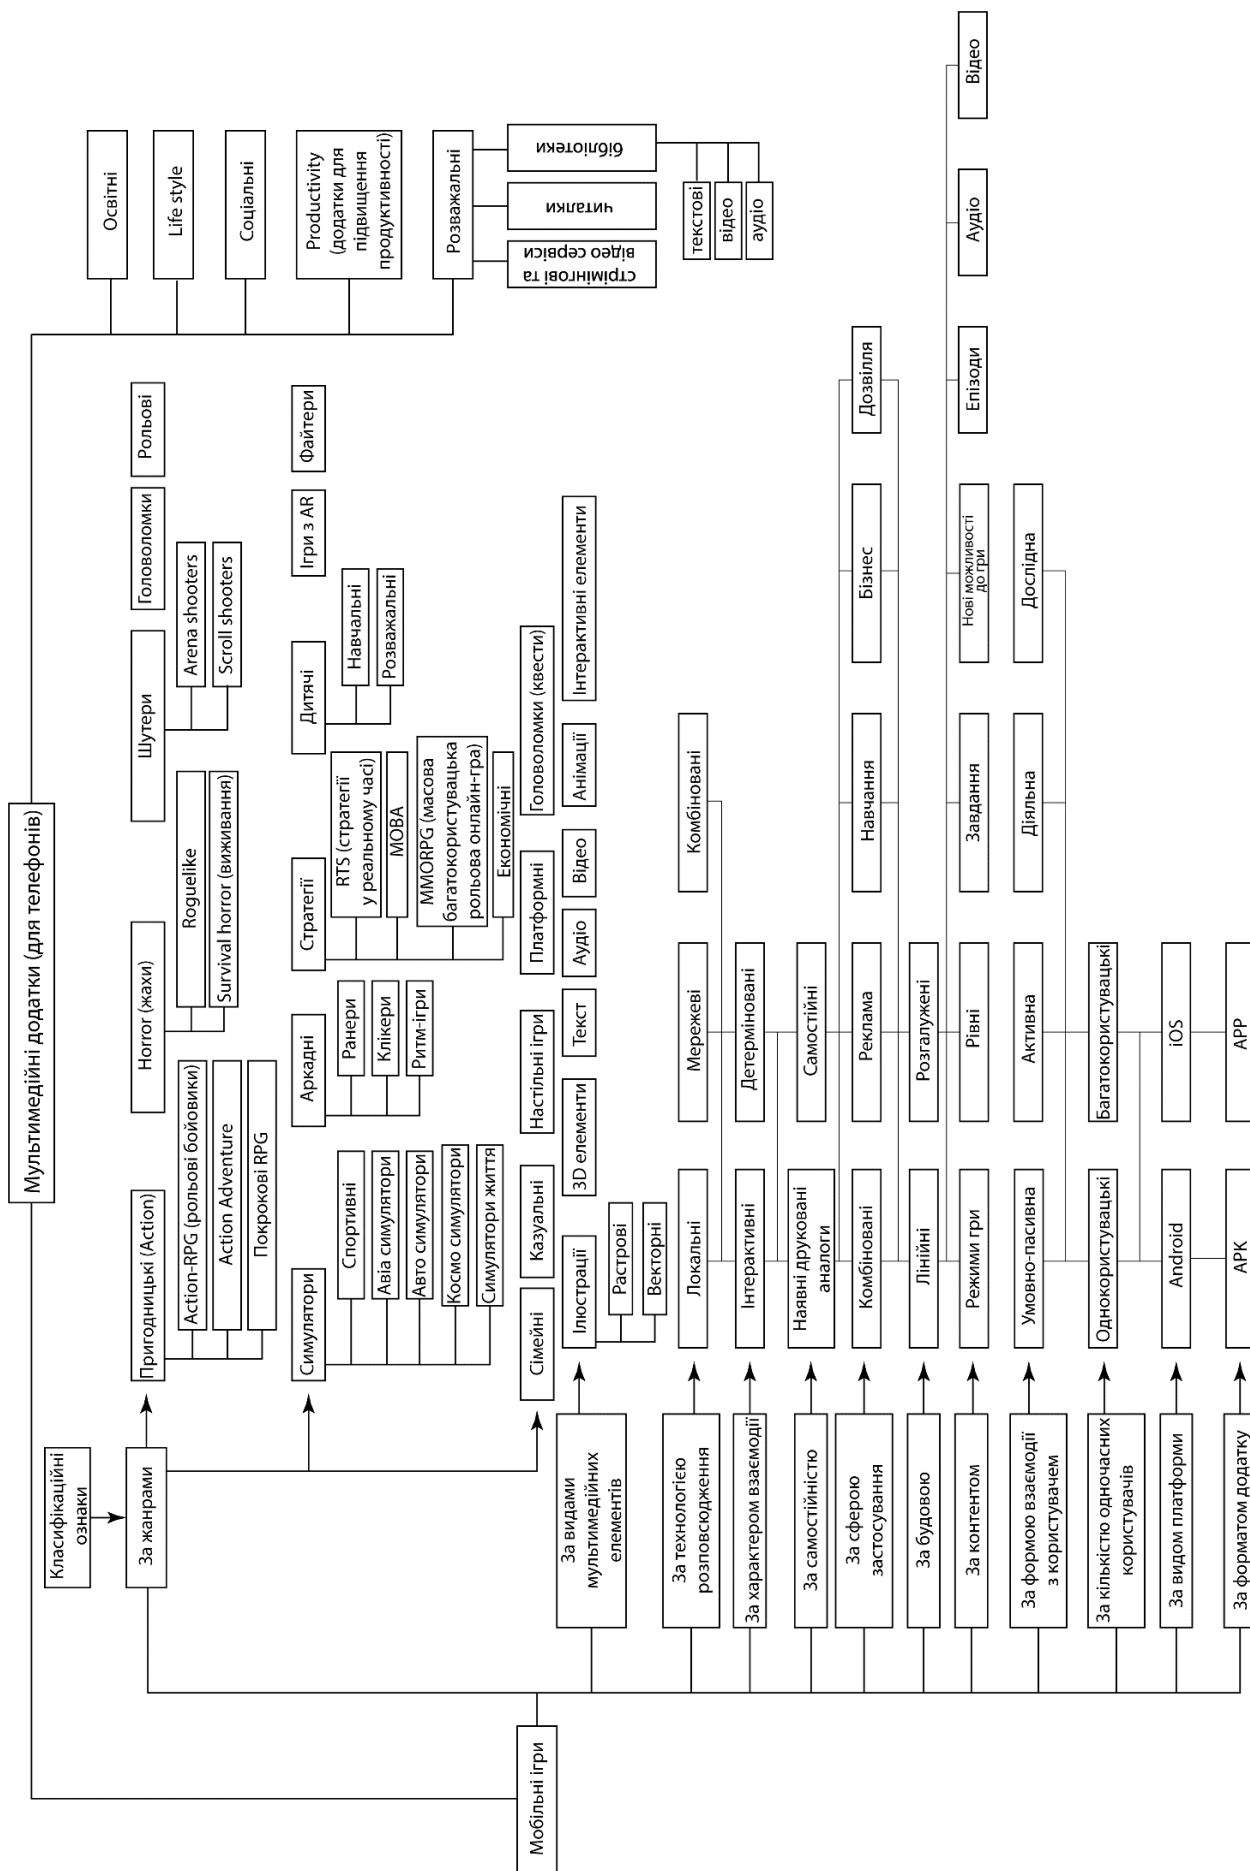 Мультимедійні додатки (для телефонів)
Класифікаційні
ознаки
За жанрами
Пригодницькі (Action)
Action-RPG (рольові бойовики)
Action Adventure
Покрокові RPG
Horror (жахи)
Roguelike
Survival horror (виживання)
Шутери
Arena shooters
Scroll shooters
Головоломки
Рольові
Освітні
Life style
Соціальні
Productivity
(додатки для
підвищення
продуктивності)
Розважальні
стрімінгові та
відео сервіси
читалки
бібліотеки
текстові
відео
аудіо
Симулятори
Спортивні
Авіа симулятори
Авто симулятори
Космо симулятори
Симулятори життя
Аркадні
Ранери
Клікери
Ритм-ігри
Стратегії
RTS (стратегії
у реальному часі)
MOBA
MMORPG (масова
багатокористувацька
рольова онлайн-гра)
Економічні
Дитячі
Навчальні
Розважальні
Ігри з AR
Файтери
Сімейні
Казуальні
Настільні ігри
Платформні
Головоломки (квести)
Мобільні ігри
За видами
мультимедійних
елементів
Ілюстрації
Растрові
Векторні
3D елементи
Текст
Аудіо
Відео
Анімації
Інтерактивні елементи
За технологією
розповсюдження
Локальні
Мережеві
Комбіновані
За характером взаємодії
Інтерактивні
Детерміновані
За самостійністю
Наявні друковані
аналоги
Самостійні
За сферою
застосування
Комбіновані
Реклама
Навчання
Бізнес
Дозвілля
За будовою
Лінійні
Розгалужені
За контентом
Режими гри
Рівні
Завдання
Нові можливості
до гри
Епізоди
Аудіо
Відео
За формою взаємодії
з користувачем
Умовно-пасивна
Активна
Діяльна
Дослідна
За кількістю одночасних
користувачів
Однокористувацькі
Багатокористувацькі
За видом платформи
Android
iOS
За форматом додатку
APK
APP